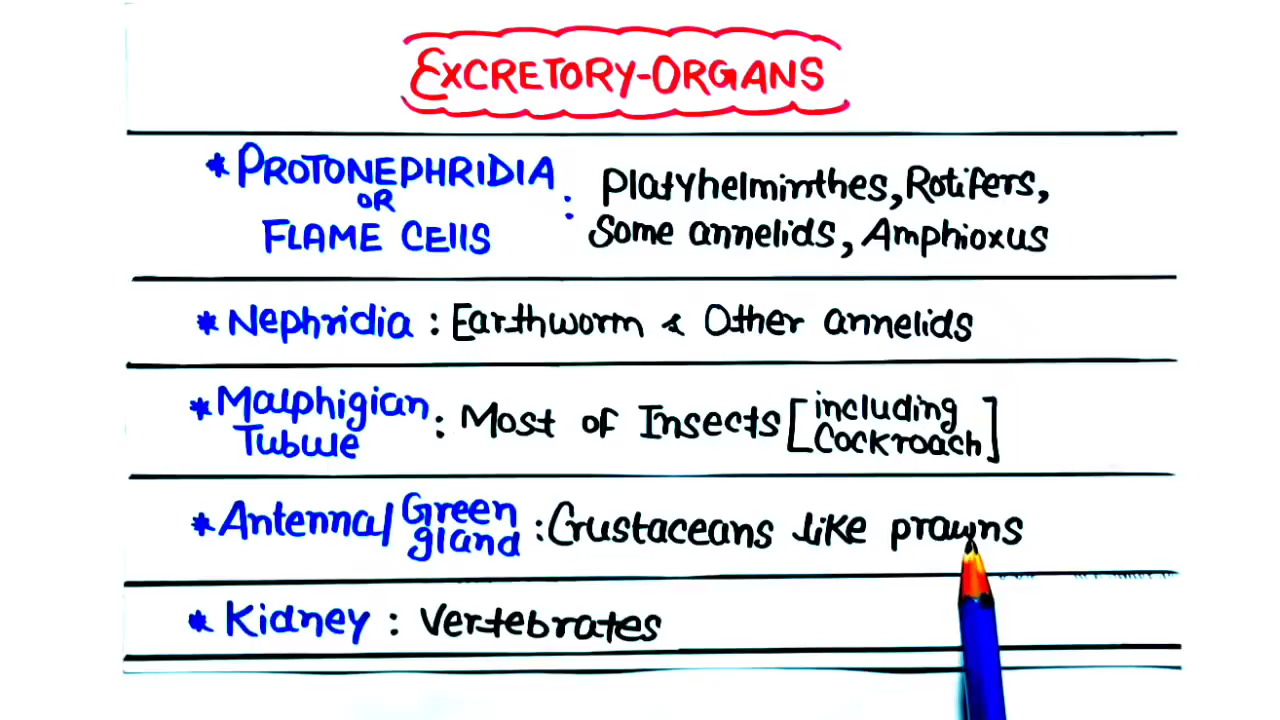 EXCRETORY-ORGANS
* PROTONEPHRIDIA
OR
FLAME CEllS
: Platyhelminthes, Rotifers,
Some annelids, Amphioxus
* Nephridia : Earthworm & Other annelids
* Malphigian
Tubule
: Most of Insects [including
Cockroach]
* Antennal Green
gland
: Crustaceans like prawns
* Kidney : Vertebrates